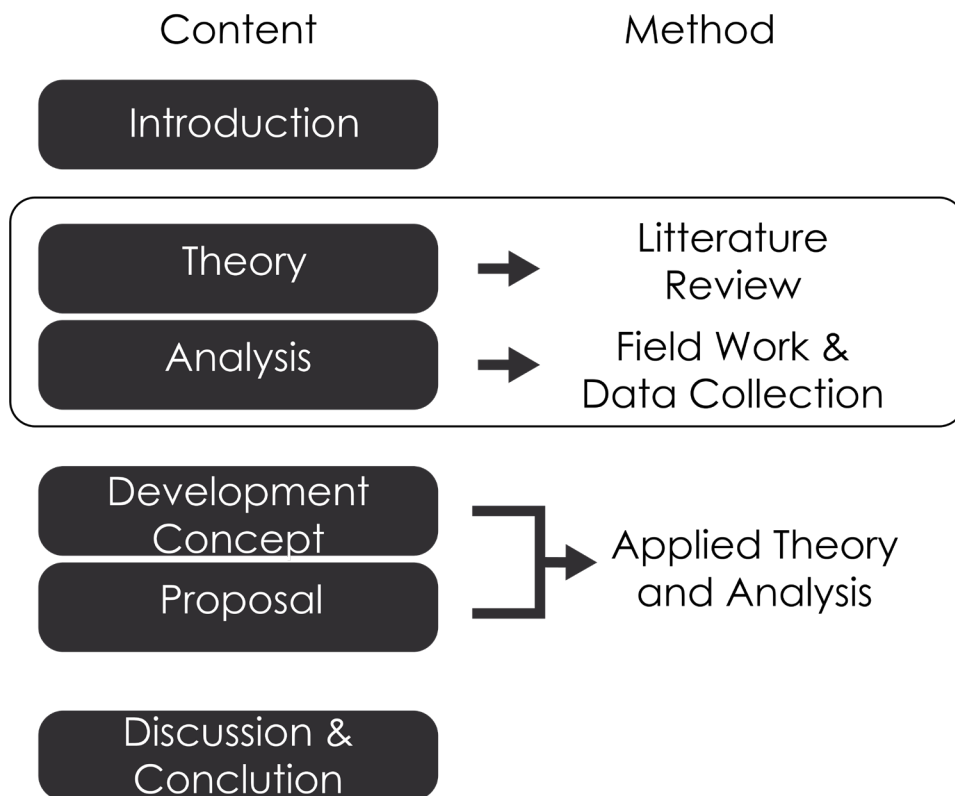 Content
Method
Introduction
Theory
Litterature
Review
Analysis
Field Work &
Data Collection
Development
Concept
Proposal
Applied Theory
and Analysis
Discussion &
Conclution